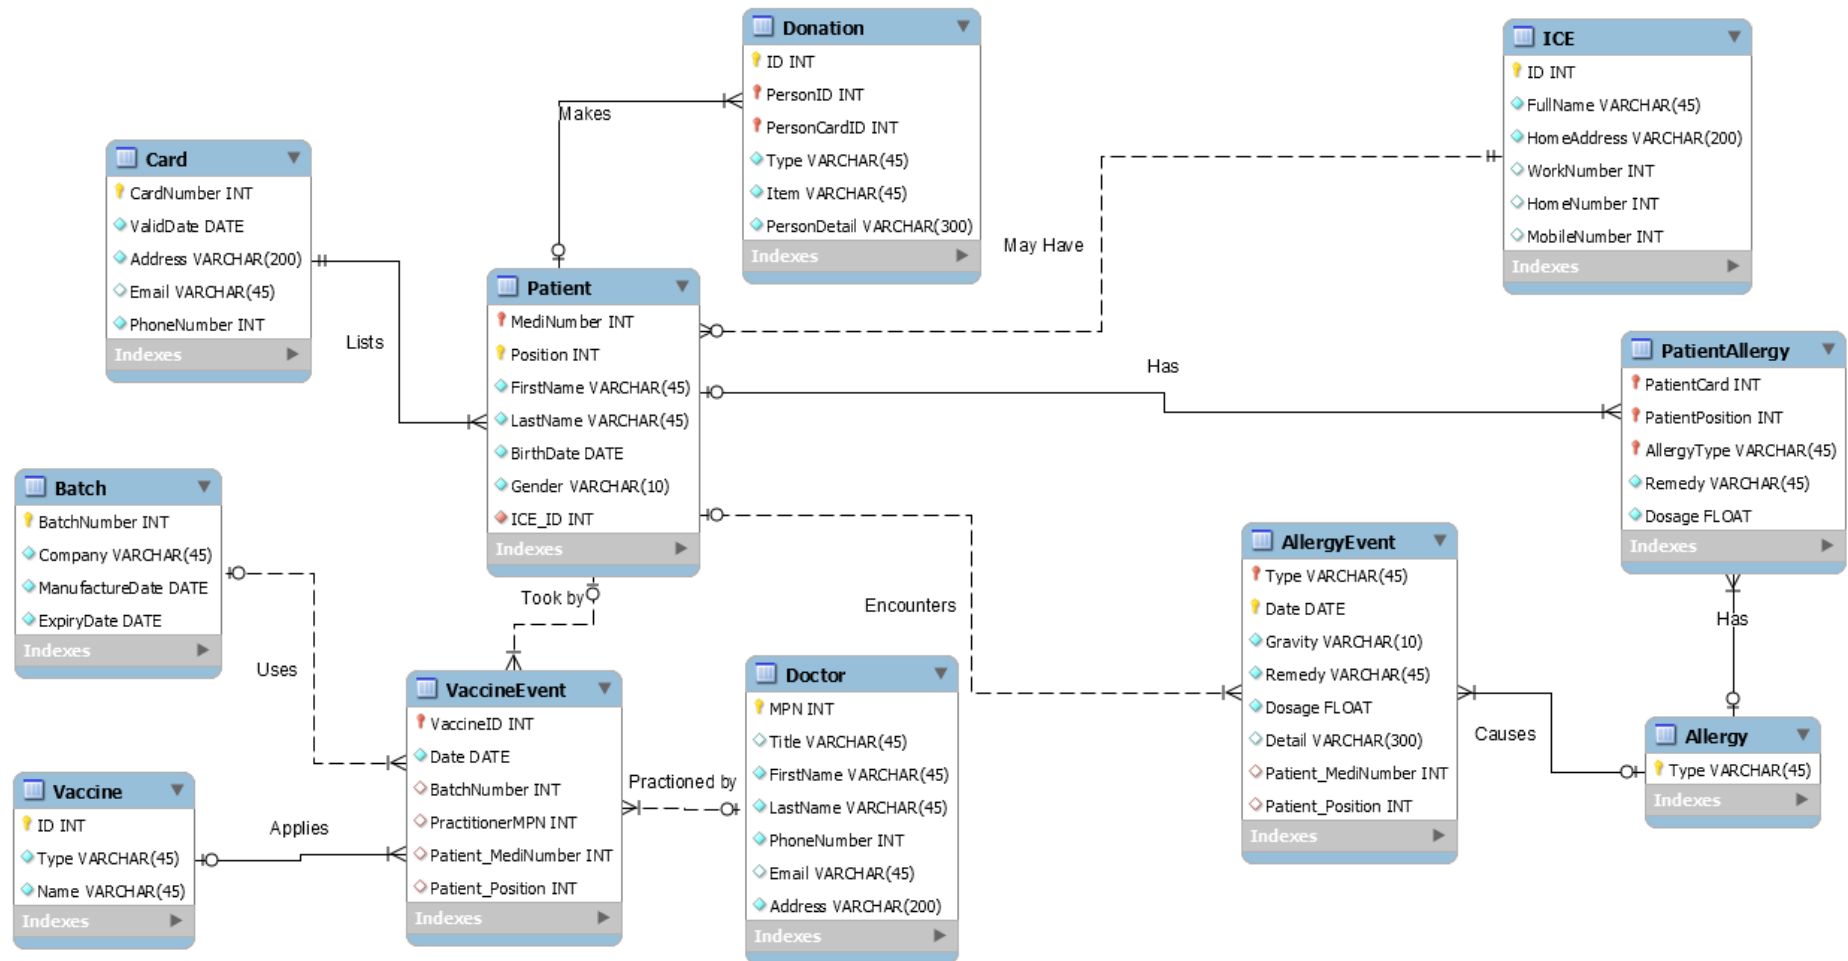 Donation
ID INT
PersonID INT
PersonCardID INT
Type VARCHAR(45)
Item VARCHAR(45)
PersonDetail VARCHAR(300)
Indexes
ICE
ID INT
FullName VARCHAR(45)
HomeAddress VARCHAR(200)
WorkNumber INT
HomeNumber INT
MobileNumber INT
Indexes
Makes
May Have
Card
CardNumber INT
ValidDate DATE
Address VARCHAR(200)
Email VARCHAR(45)
PhoneNumber INT
Indexes
Lists
Patient
MediNumber INT
Position INT
FirstName VARCHAR(45)
LastName VARCHAR(45)
BirthDate DATE
Gender VARCHAR(10)
ICE_ID INT
Indexes
Has
PatientAllergy
PatientCard INT
PatientPosition INT
AllergyType VARCHAR(45)
Remedy VARCHAR(45)
Dosage FLOAT
Indexes
Batch
BatchNumber INT
Company VARCHAR(45)
ManufactureDate DATE
ExpiryDate DATE
Indexes
Uses
Took by
Encounters
AllergyEvent
Type VARCHAR(45)
Date DATE
Gravity VARCHAR(10)
Remedy VARCHAR(45)
Dosage FLOAT
Detail VARCHAR(300)
Patient_MediNumber INT
Patient_Position INT
Indexes
Has
Causes
Allergy
Type VARCHAR(45)
Indexes
Vaccine
ID INT
Type VARCHAR(45)
Name VARCHAR(45)
Indexes
Applies
VaccineEvent
VaccineID INT
Date DATE
BatchNumber INT
PractitionerMPN INT
Patient_MediNumber INT
Patient_Position INT
Indexes
Practioned by
Doctor
MPN INT
Title VARCHAR(45)
FirstName VARCHAR(45)
LastName VARCHAR(45)
PhoneNumber INT
Email VARCHAR(45)
Address VARCHAR(200)
Indexes